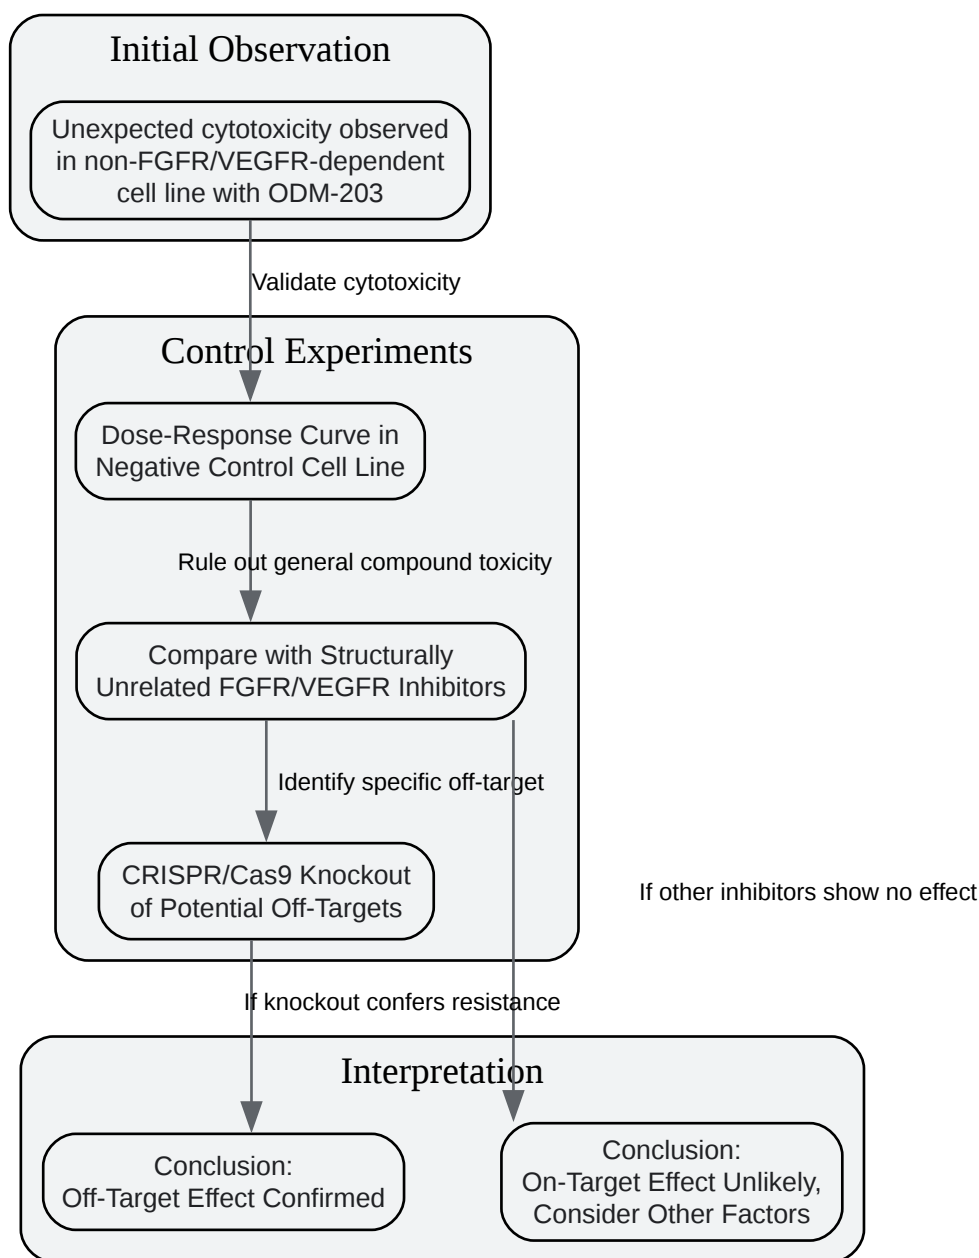 Initial Observation
Unexpected cytotoxicity observed
in non-FGFR/VEGFR-dependent
cell line with ODM-203
Validate cytotoxicity
Control Experiments
Dose-Response Curve in
Negative Control Cell Line
Rule out general compound toxicity
Compare with Structurally
Unrelated FGFR/VEGFR Inhibitors
Identify specific off-target
CRISPR/Cas9 Knockout
of Potential Off-Targets
If other inhibitors show no effect
If knockout confers resistance
Interpretation
Conclusion:
Off-Target Effect Confirmed
Conclusion:
On-Target Effect Unlikely,
Consider Other Factors